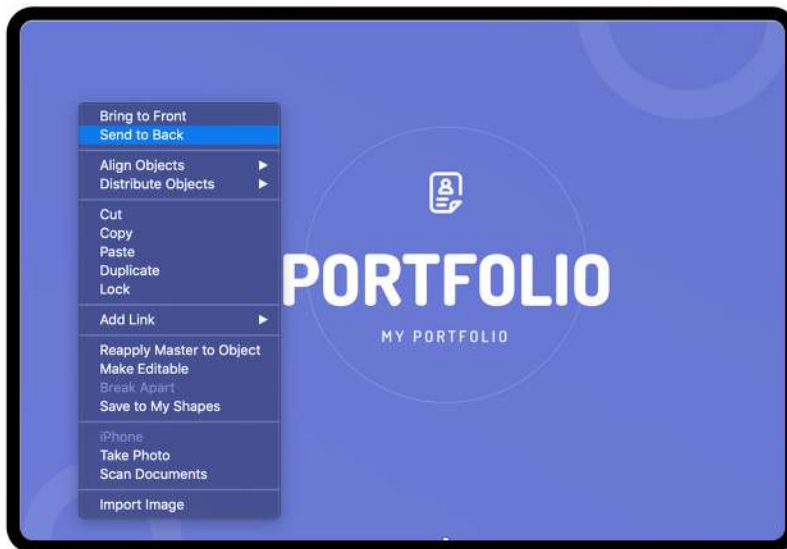 Bring to Front
Send to Back
Align Objects
Distribute Objects
Cut
Copy
Paste
Duplicate
Lock
Add Link
Reapply Master to Object
Make Editable
Break Apart
Save to My Shapes
iPhone
Take Photo
Scan Documents
Import Image
PORTFOLIO
MY PORTFOLIO